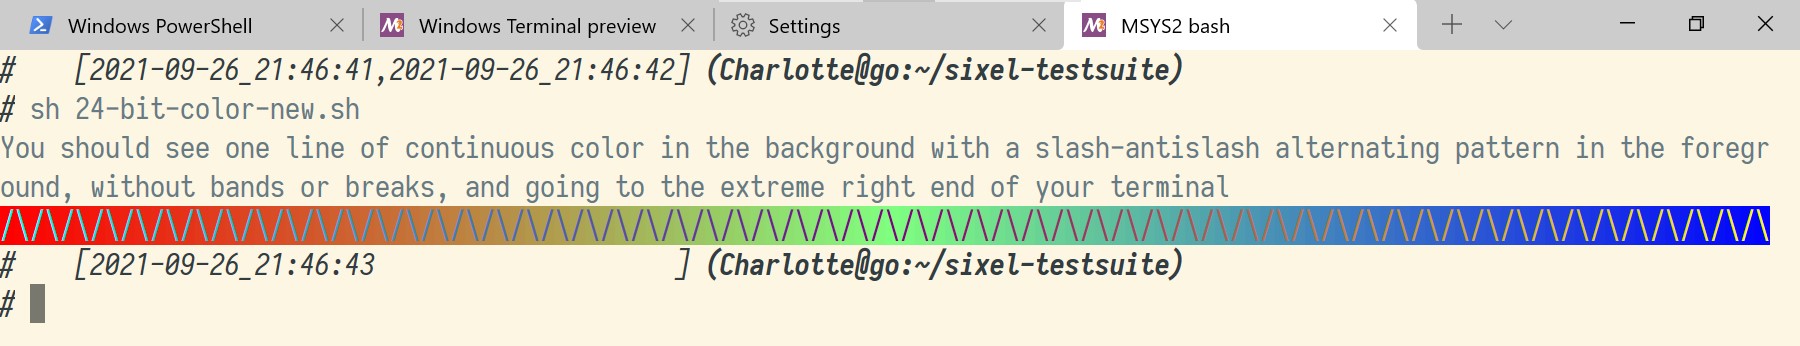 Windows PowerShell Windows Terminal preview Settings MSYS2 bash
#    [2021-09-26_21:46:41,2021-09-26_21:46:42] (Charlotte@go:~/sixel-testsuite)
# sh 24-bit-color-new.sh
You should see one line of continuous color in the background with a slash-antislash alternating pattern in the foregr
ound, without bands or breaks, and going to the extreme right end of your terminal
/\/\/\/\/\/\/\/\/\/\/\/\/\/\/\/\/\/\/\/\/\/\/\/\/\/\/\/\/\/\/\/\/\/\/\/\/\/\/\/\/\/\/\/\/\/\/\/\/\/\/\/\/\/\/\/\/\/\/\
#    [2021-09-26_21:46:43                    ] (Charlotte@go:~/sixel-testsuite)
#